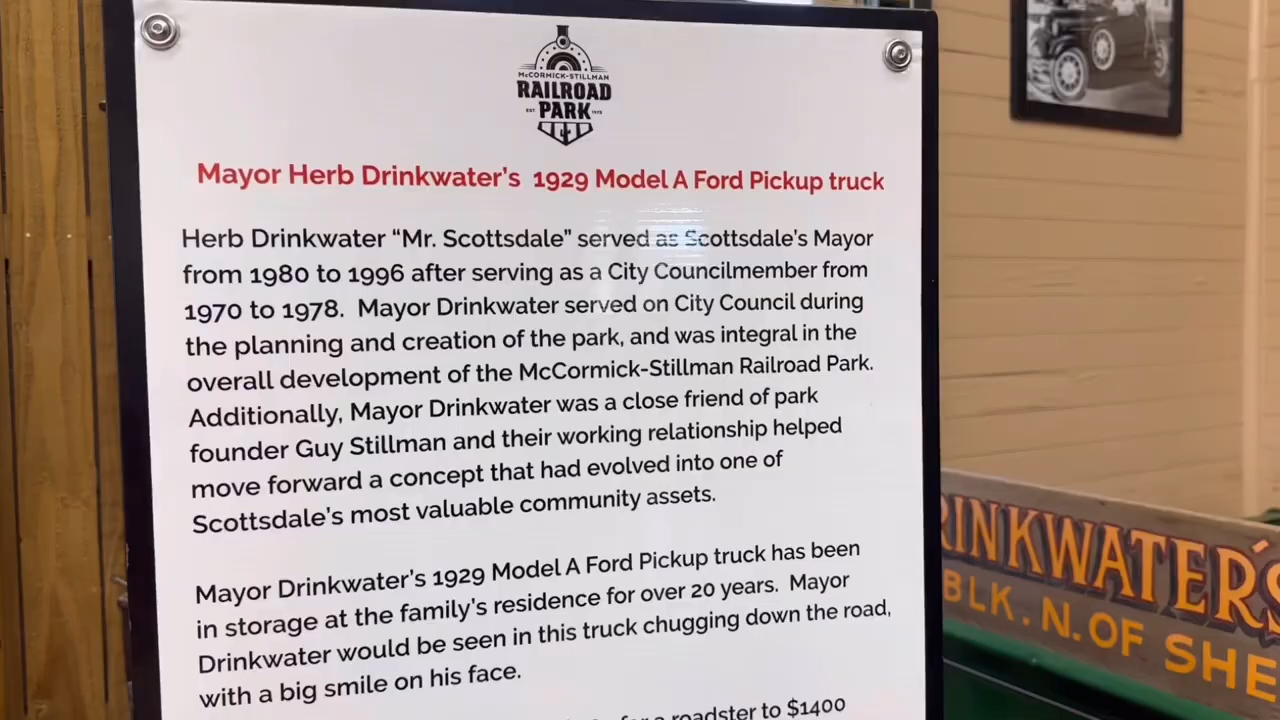 McCORMICK-STILLMAN
RAILROAD
EST. PARK 1975
Mayor Herb Drinkwater's 1929 Model A Ford Pickup truck
Herb Drinkwater “Mr. Scottsdale” served as Scottsdale's Mayor
from 1980 to 1996 after serving as a City Councilmember from
1970 to 1978. Mayor Drinkwater served on City Council during
the planning and creation of the park, and was integral in the
overall development of the McCormick-Stillman Railroad Park.
Additionally, Mayor Drinkwater was a close friend of park
founder Guy Stillman and their working relationship helped
move forward a concept that had evolved into one of
Scottsdale's most valuable community assets.
Mayor Drinkwater's 1929 Model A Ford Pickup truck has been
in storage at the family's residence for over 20 years. Mayor
Drinkwater would be seen in this truck chugging down the road,
with a big smile on his face.
for a roadster to $1400
RINKWATER'S
BLK. N. OF SHE